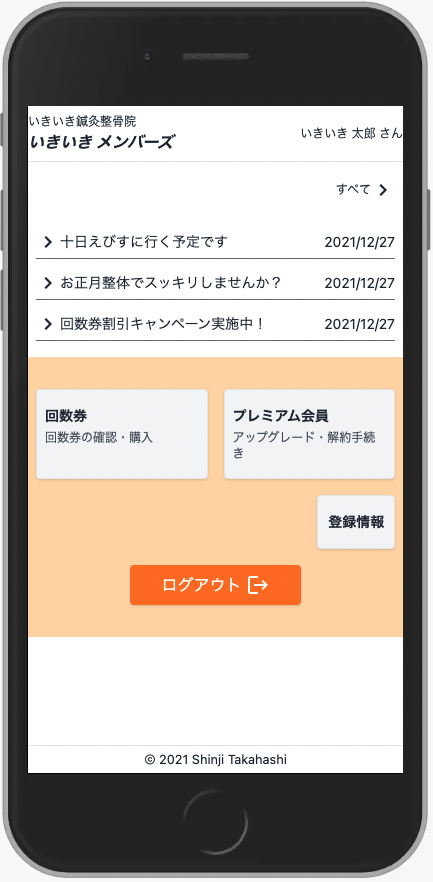 いきいき鍼灸整骨院
いきいき メンバーズ
いきいき 太郎 さん
すべて
十日えびすに行く予定です 2021/12/27
お正月整体でスッキリしませんか？ 2021/12/27
回数券割引キャンペーン実施中！ 2021/12/27
回数券
回数券の確認・購入
プレミアム会員
アップグレード・解約手続
き
登録情報
ログアウト
© 2021 Shinji Takahashi